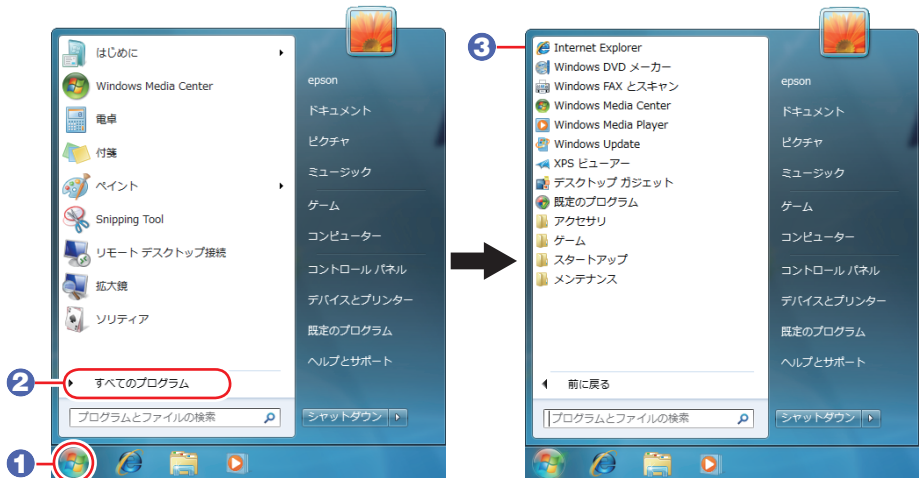 はじめに
Windows Media Center
電卓
付箋
ペイント
Snipping Tool
リモート デスクトップ接続
拡大鏡
ソリティア
2
すべてのプログラム
プログラムとファイルの検索
1
epson
ドキュメント
ピクチャ
ミュージック
ゲーム
コンピューター
コントロール パネル
デバイスとプリンター
既定のプログラム
ヘルプとサポート
シャットダウン
3
Internet Explorer
Windows DVD メーカー
Windows FAX とスキャン
Windows Media Center
Windows Media Player
Windows Update
XPS ビューアー
デスクトップ ガジェット
既定のプログラム
アクセサリ
ゲーム
スタートアップ
メンテナンス
前に戻る
プログラムとファイルの検索
epson
ドキュメント
ピクチャ
ミュージック
ゲーム
コンピューター
コントロール パネル
デバイスとプリンター
既定のプログラム
ヘルプとサポート
シャットダウン